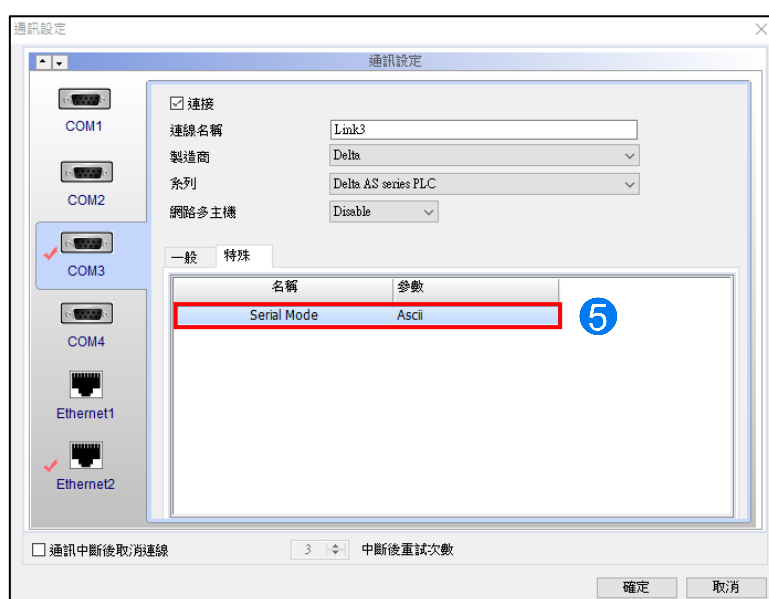 通訊設定
通訊設定
COM1
COM2
COM3
COM4
Ethernet1
Ethernet2
連接
連線名稱 Link3
製造商 Delta
系列 Delta AS series PLC
網路多主機 Disable
一般 特殊
名稱 參數
Serial Mode Ascii
5
通訊中斷後取消連線 3 中斷後重試次數
確定 取消